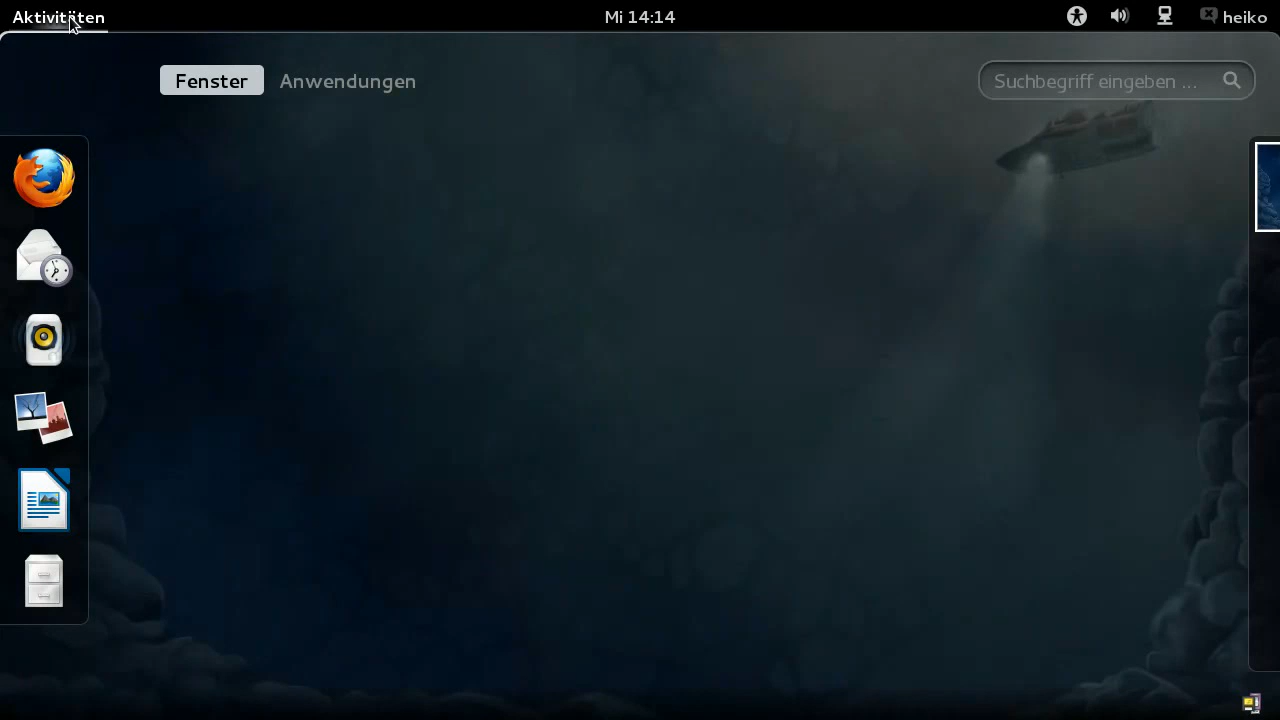 Aktivitäten Mi 14:14 heiko
Fenster Anwendungen Suchbegriff eingeben ...